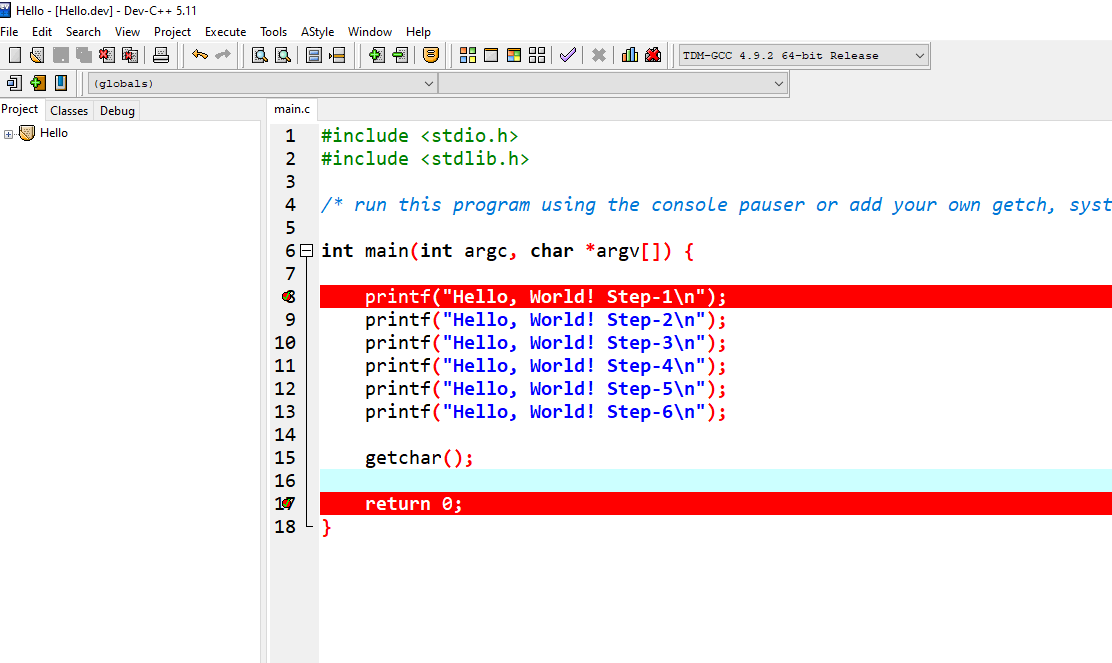 Hello - [Hello.dev] - Dev-C++ 5.11
File Edit Search View Project Execute Tools AStyle Window Help
TDM-GCC 4.9.2 64-bit Release
(globals)
Project Classes Debug
main.c
Hello
1 #include <stdio.h>
2 #include <stdlib.h>
3
4 /* run this program using the console pauser or add your own getch, syst
5
6 int main(int argc, char *argv[]) {
7
8 printf("Hello, World! Step-1\n");
9 printf("Hello, World! Step-2\n");
10 printf("Hello, World! Step-3\n");
11 printf("Hello, World! Step-4\n");
12 printf("Hello, World! Step-5\n");
13 printf("Hello, World! Step-6\n");
14
15 getchar();
16
17 return 0;
18 }